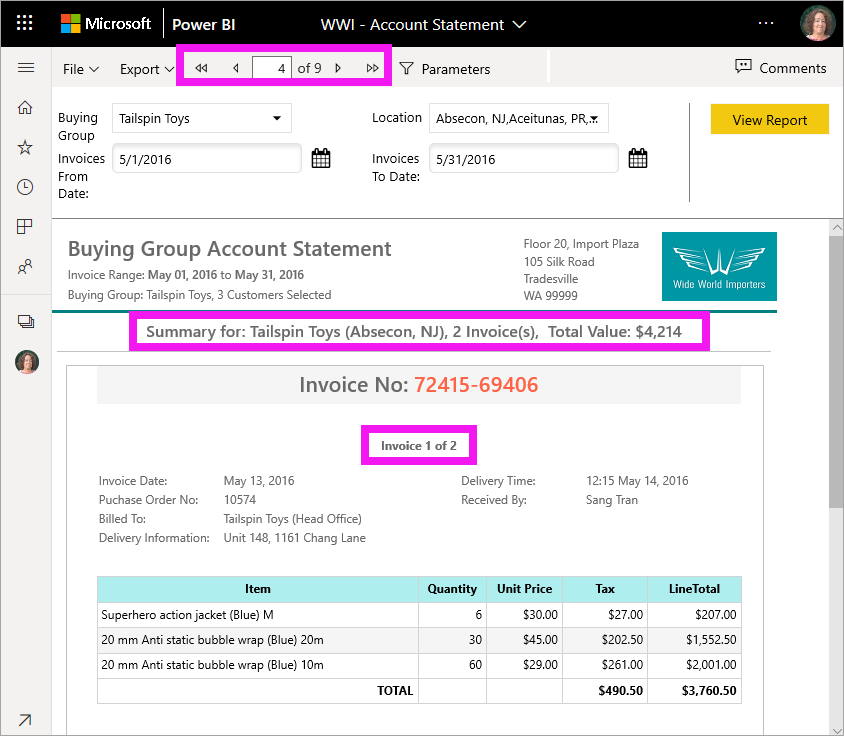 Microsoft Power BI WWI - Account Statement ...
File Export 4 of 9 Parameters Comments
Buying Group Tailspin Toys Location Absecon, NJ,Aceitunas, PR,... View Report
Invoices From Date: 5/1/2016 Invoices To Date: 5/31/2016
Buying Group Account Statement
Invoice Range: May 01, 2016 to May 31, 2016
Buying Group: Tailspin Toys, 3 Customers Selected
Floor 20, Import Plaza
105 Silk Road
Tradesville
WA 99999
Wide World Importers
Summary for: Tailspin Toys (Absecon, NJ), 2 Invoice(s), Total Value: $4,214
Invoice No: 72415-69406
Invoice 1 of 2
Invoice Date: May 13, 2016 Delivery Time: 12:15 May 14, 2016
Puchase Order No: 10574 Received By: Sang Tran
Billed To: Tailspin Toys (Head Office)
Delivery Information: Unit 148, 1161 Chang Lane
Item Quantity Unit Price Tax LineTotal
Superhero action jacket (Blue) M 6 $30.00 $27.00 $207.00
20 mm Anti static bubble wrap (Blue) 20m 30 $45.00 $202.50 $1,552.50
20 mm Anti static bubble wrap (Blue) 10m 60 $29.00 $261.00 $2,001.00
TOTAL $490.50 $3,760.50